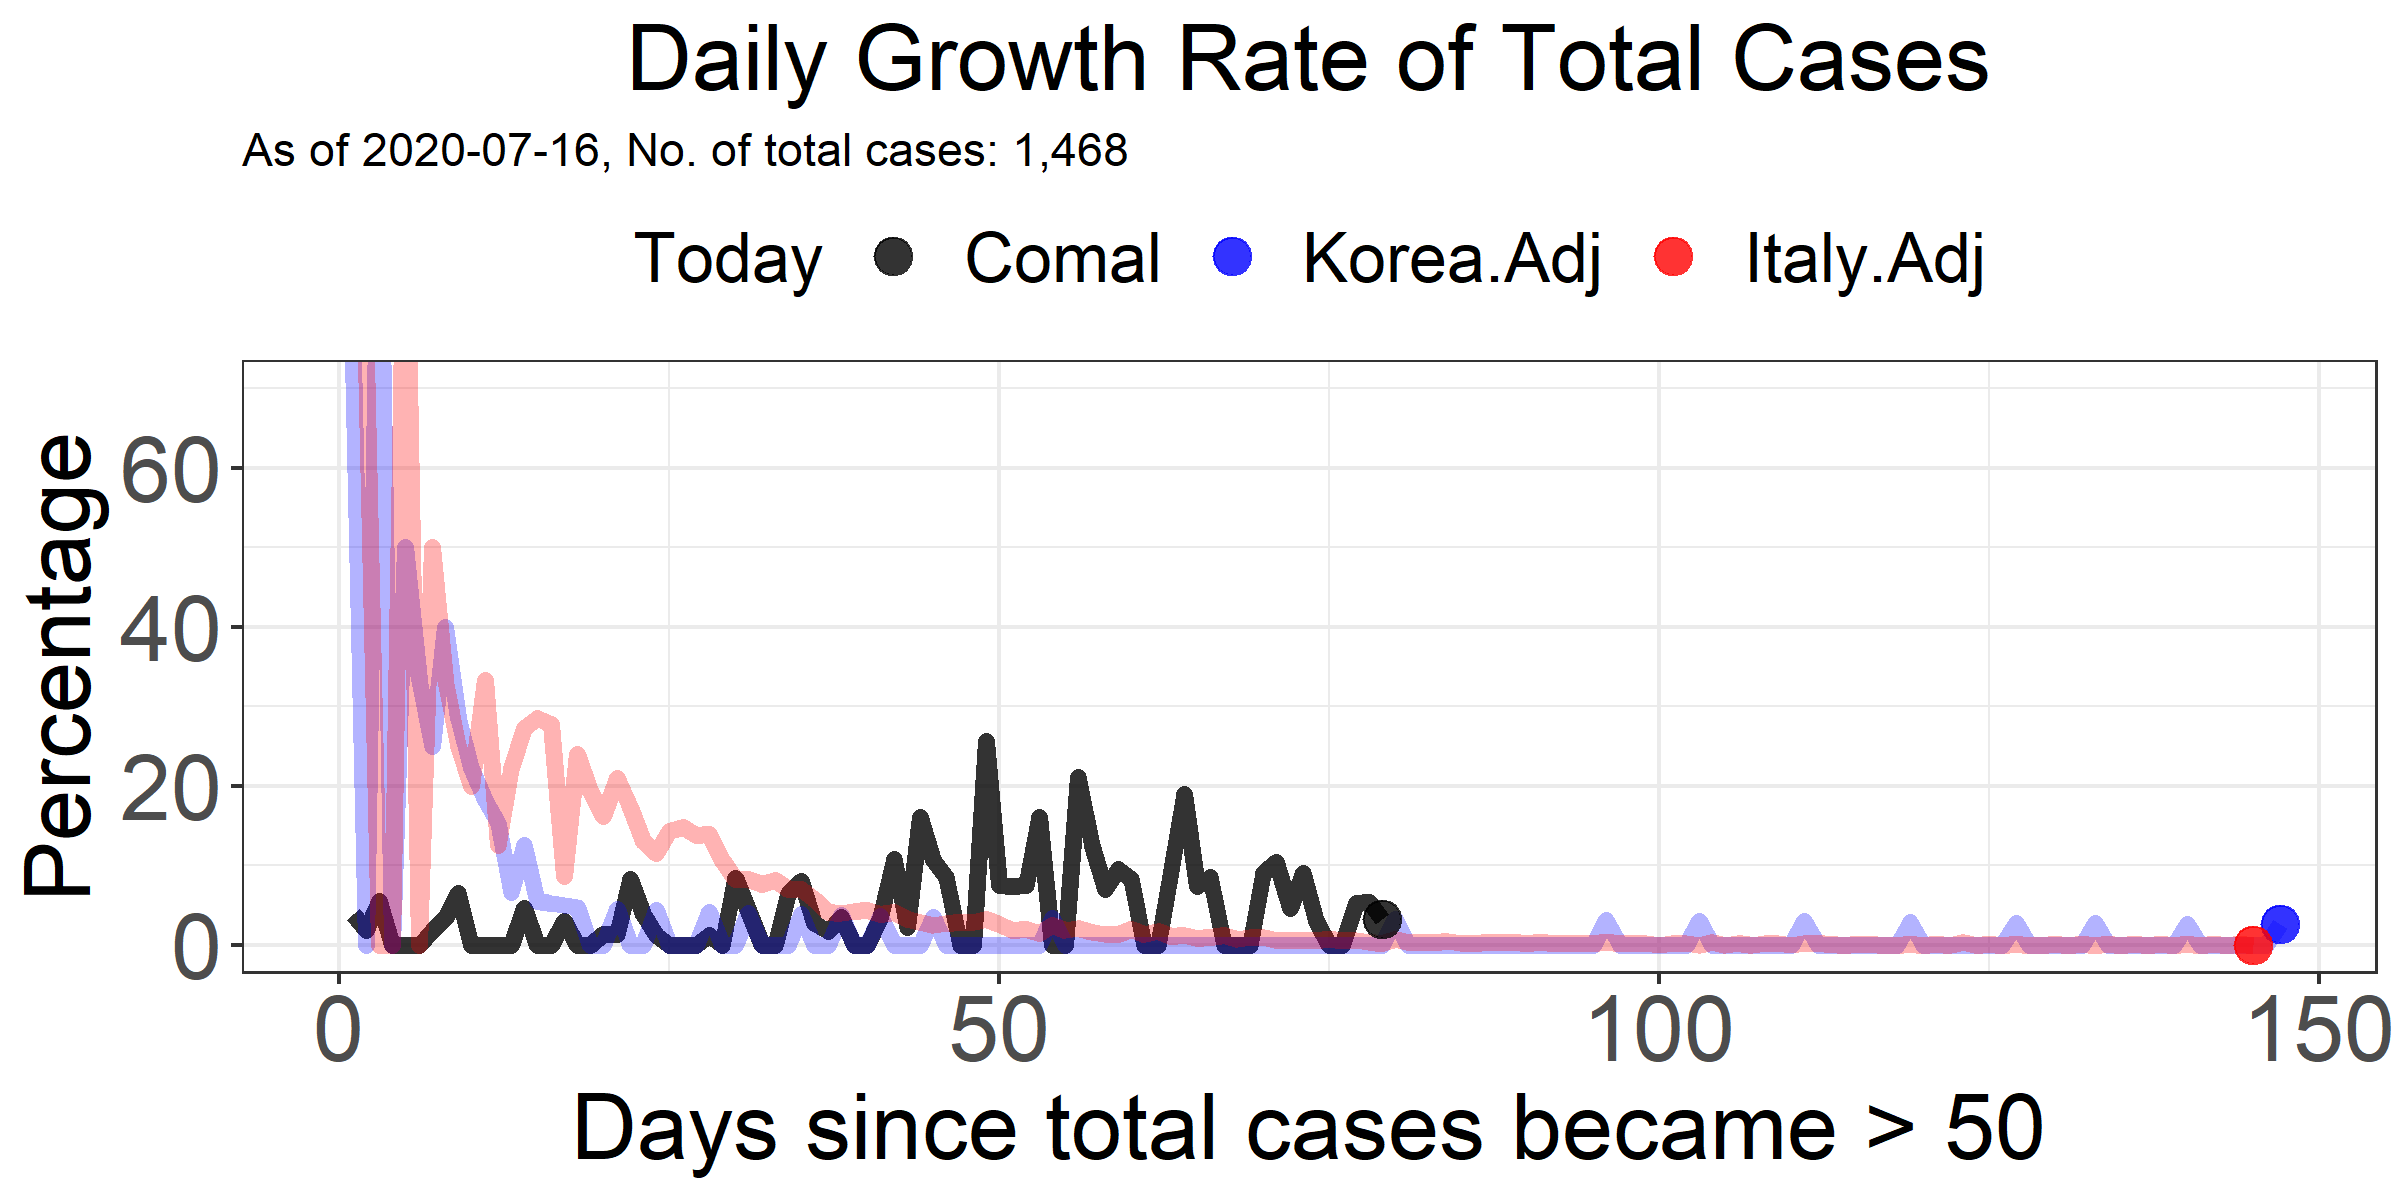 Daily Growth Rate of Total Cases
As of 2020-07-16, No. of total cases: 1,468
Today Comal Korea.Adj Italy.Adj
Percentage
60
40
20
0
0 50 100 150
Days since total cases became > 50